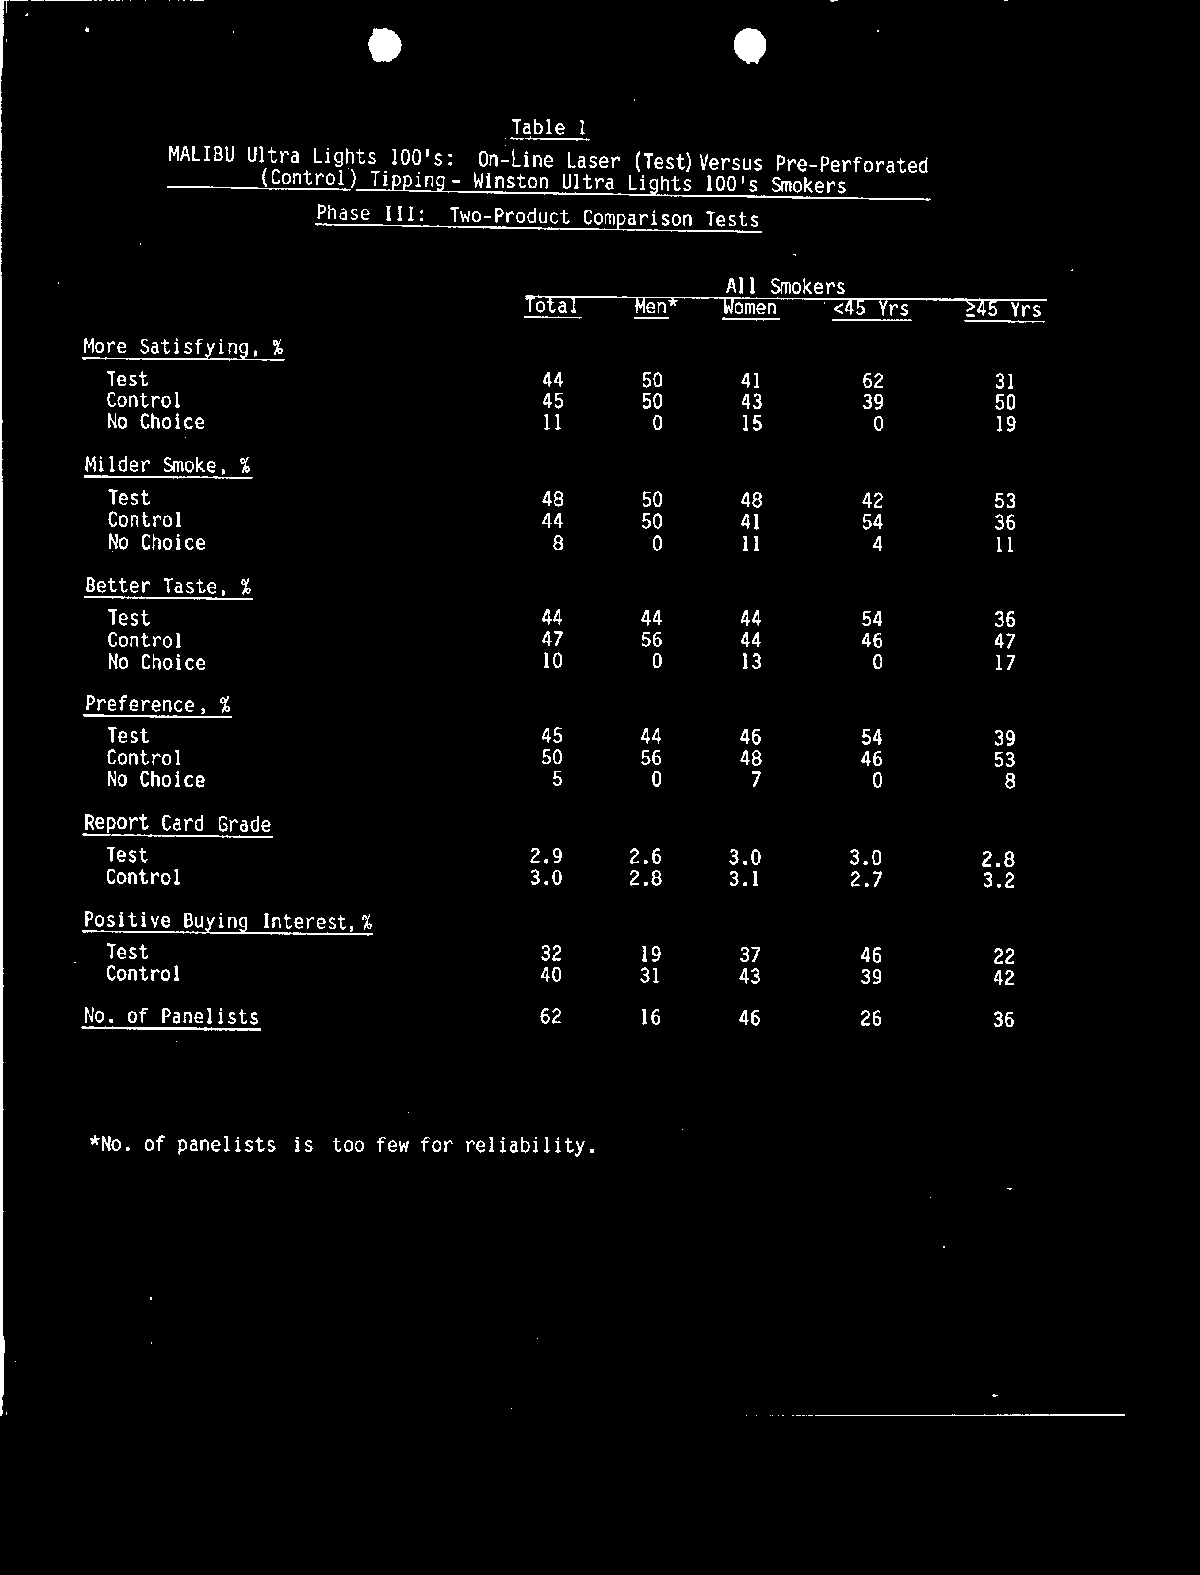 Table 1
MALIBU Ultra Lights 100's: On-Line Laser (Test) Versus Pre-Perforated
(Control) Tipping - Winston Ultra Lights 100's Smokers
Phase III: Two-Product Comparison Tests
All Smokers
Total Men* Women <45 Yrs ≥45 Yrs
More Satisfying, %
Test 44 50 41 62 31
Control 45 50 43 39 50
No Choice 11 0 15 0 19
Milder Smoke, %
Test 48 50 48 42 53
Control 44 50 41 54 36
No Choice 8 0 11 4 11
Better Taste, %
Test 44 44 44 54 36
Control 47 56 44 46 47
No Choice 10 0 13 0 17
Preference, %
Test 45 44 46 54 39
Control 50 56 48 46 53
No Choice 5 0 7 0 8
Report Card Grade
Test 2.9 2.6 3.0 3.0 2.8
Control 3.0 2.8 3.1 2.7 3.2
Positive Buying Interest, %
Test 32 19 37 46 22
Control 40 31 43 39 42
No. of Panelists 62 16 46 26 36
*No. of panelists is too few for reliability.